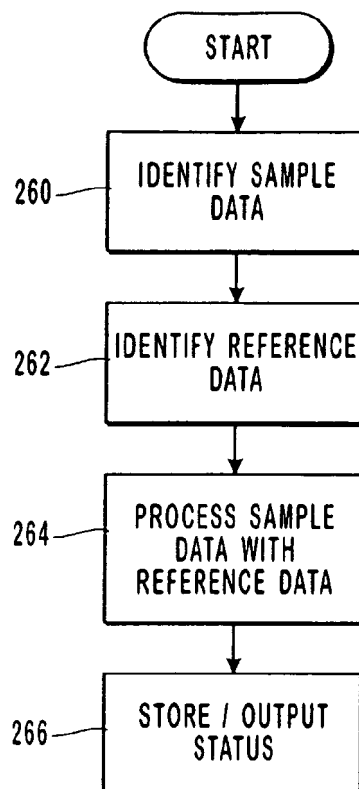 START
260
IDENTIFY SAMPLE
DATA
262
IDENTIFY REFERENCE
DATA
264
PROCESS SAMPLE
DATA WITH
REFERENCE DATA
266
STORE / OUTPUT
STATUS